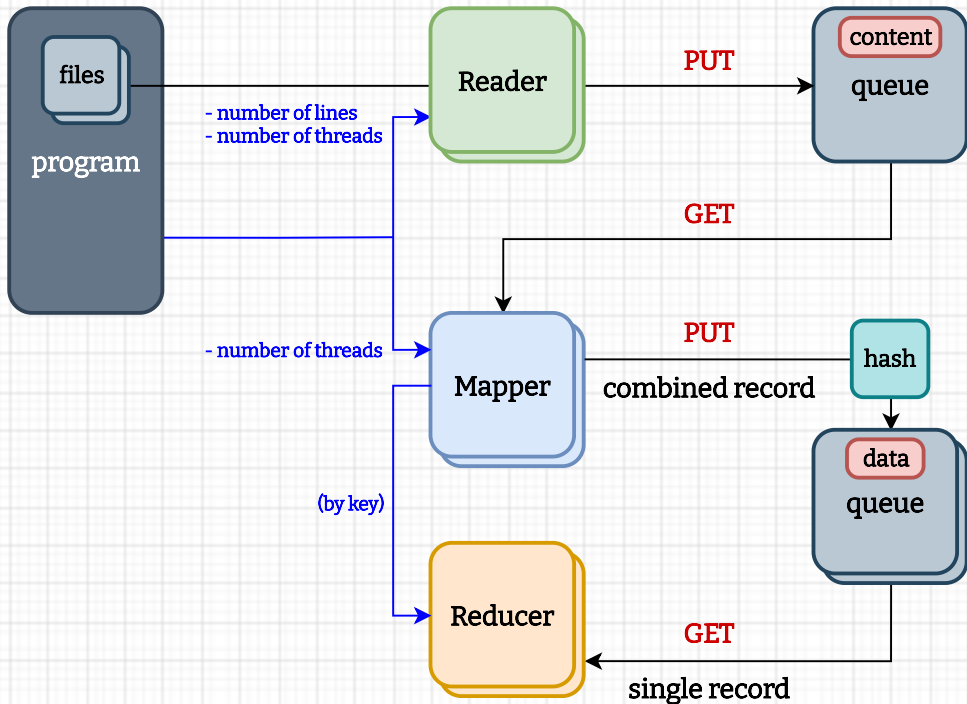 files
program
- number of lines
- number of threads
Reader
PUT
content
queue
GET
- number of threads
Mapper
PUT
combined record
hash
data
queue
(by key)
Reducer
GET
single record